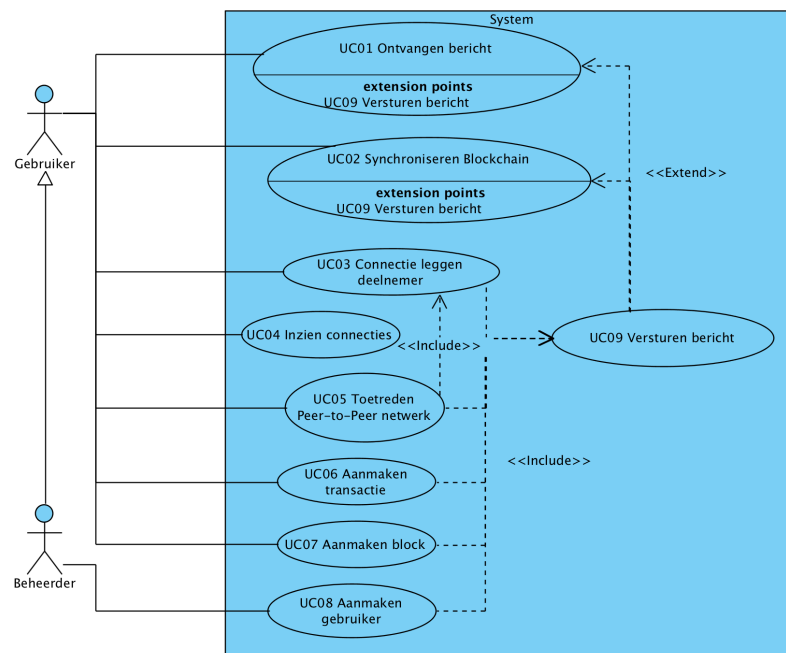 System
UC01 Ontvangen bericht
extension points
UC09 Versturen bericht
Gebruiker
UC02 Synchroniseren Blockchain
extension points
UC09 Versturen bericht
<<Extend>>
UC03 Connectie leggen
deelnemer
UC04 Inzien connecties
<<Include>>
UC09 Versturen bericht
UC05 Toetreden
Peer-to-Peer netwerk
<<Include>>
UC06 Aanmaken
transactie
UC07 Aanmaken block
Beheerder
UC08 Aanmaken
gebruiker